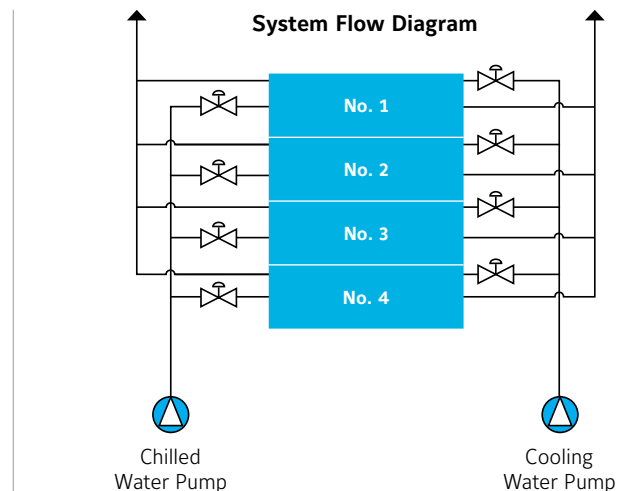 System Flow Diagram
No. 1
No. 2
No. 3
No. 4
Chilled
Water Pump
Cooling
Water Pump